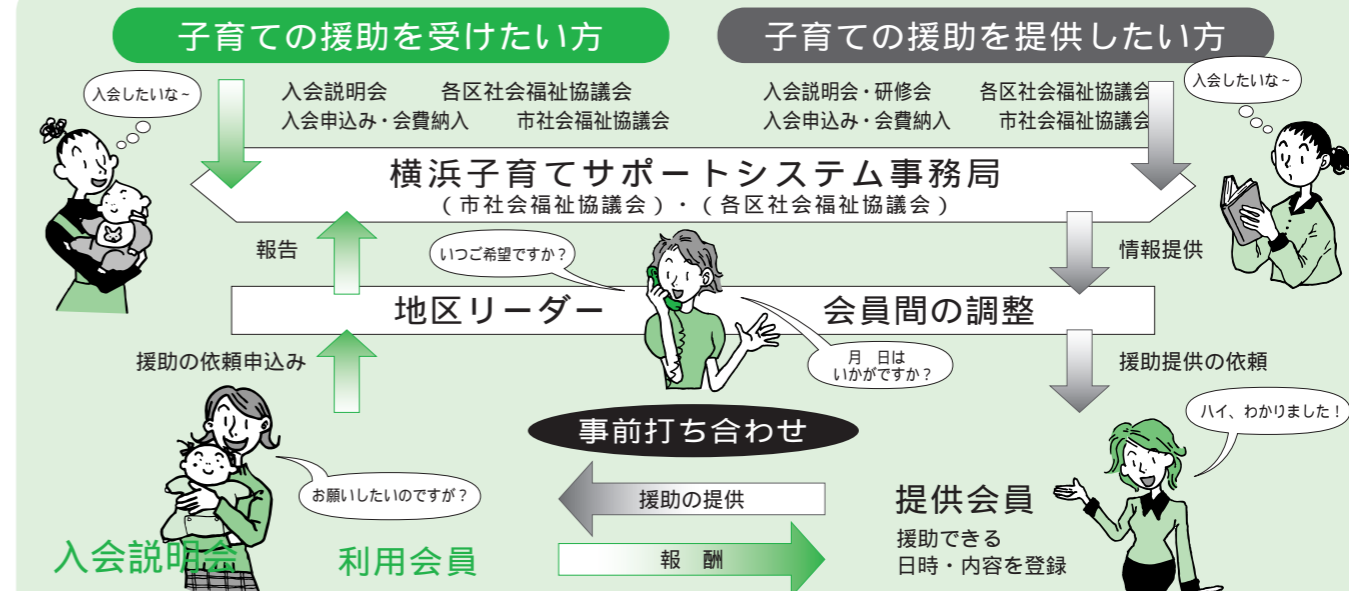 子育ての援助を受けたい方
子育ての援助を提供したい方
入会したいな~
入会説明会 各区社会福祉協議会
入会申込み・会費納入 市社会福祉協議会
入会説明会・研修会 各区社会福祉協議会
入会申込み・会費納入 市社会福祉協議会
入会したいな~
横浜子育てサポートシステム事務局
(市社会福祉協議会)・(各区社会福祉協議会)
報告
いつご希望ですか?
情報提供
地区リーダー
会員間の調整
援助の依頼申込み
月 日は
いかがですか?
援助提供の依頼
事前打ち合わせ
ハイ、わかりました!
お願いしたいのですが?
援助の提供
提供会員
援助できる
日時・内容を登録
入会説明会
利用会員
報 酬